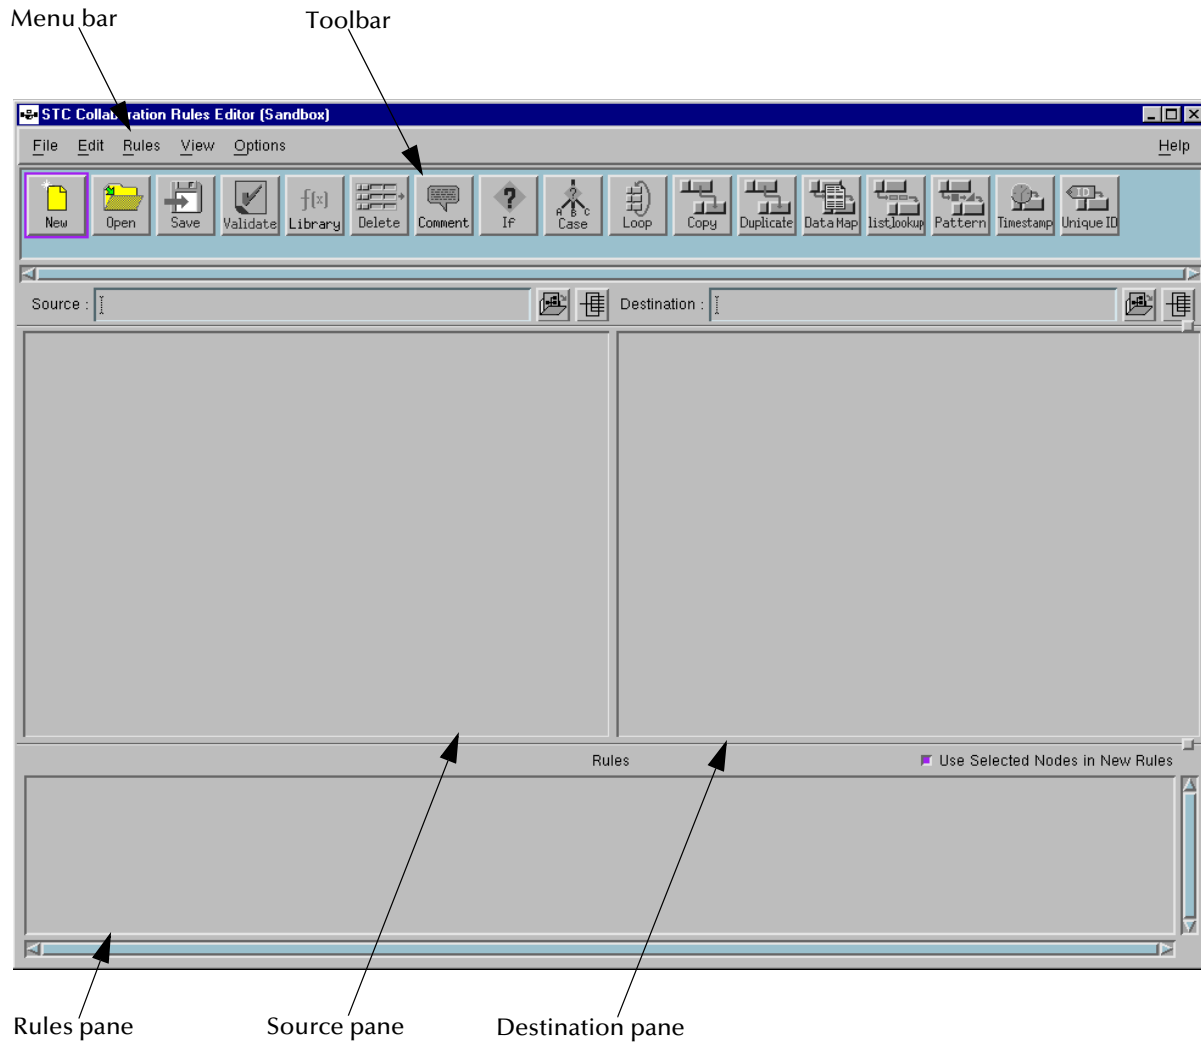 Menu bar Toolbar
STC Collaboration Rules Editor (Sandbox)
File Edit Rules View Options Help
New Open Save Validate f(x) Library Delete Comment ? If ? A B C Case Loop Copy Duplicate Data Map listlookup Pattern Timestamp ID Unique ID
Source : Destination :
Rules Use Selected Nodes in New Rules
Rules pane Source pane Destination pane